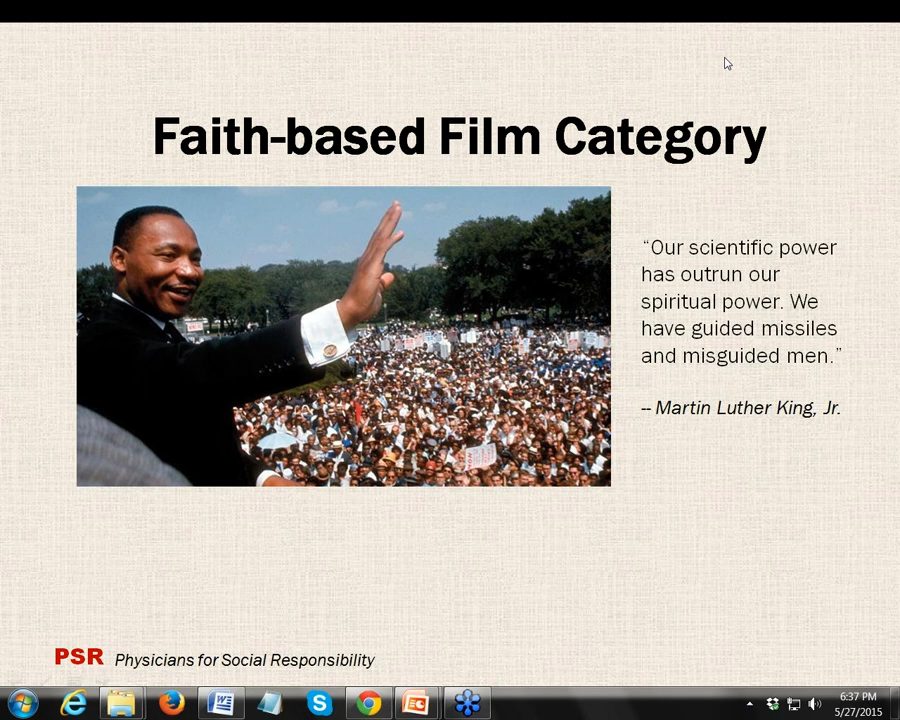 Faith-based Film Category
“Our scientific power
has outrun our
spiritual power. We
have guided missiles
and misguided men.”
-- Martin Luther King, Jr.
PSR Physicians for Social Responsibility
6:37 PM
5/27/2015